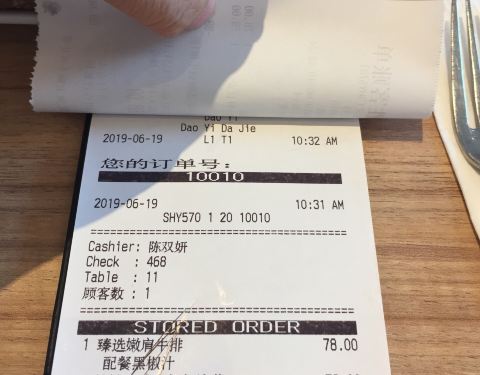 Dao Yi
Dao Yi Da Jie
2019-06-19 L1 T1 10:32 AM
您的订单号:
10010
2019-06-19 10:31 AM
SHY570 1 20 10010
Cashier: 陈双妍
Check : 468
Table : 11
顾客数 : 1
STORED ORDER
1 臻选嫩肩牛排 78.00
配餐黑椒汁